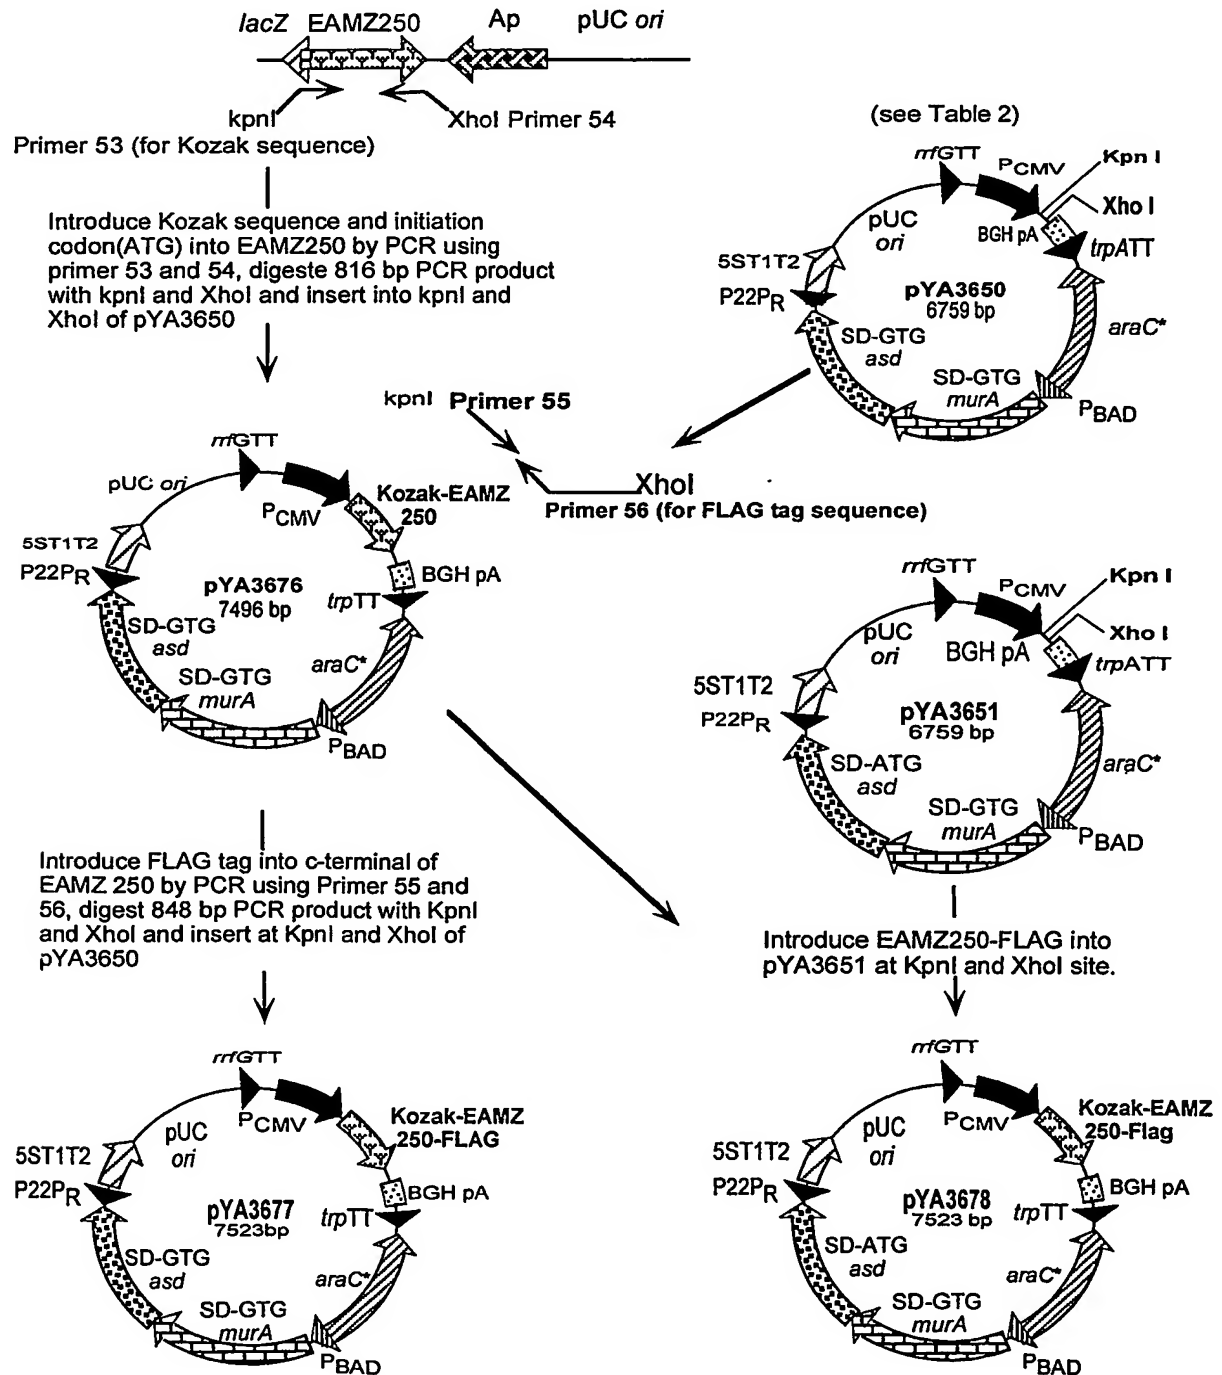 lacZ EAMZ250 Ap pUC ori
kpnI
XhoI Primer 54
Primer 53 (for Kozak sequence)
Introduce Kozak sequence and initiation
codon(ATG) into EAMZ250 by PCR using
primer 53 and 54, digeste 816 bp PCR product
with kpnI and XhoI and insert into kpnI and
XhoI of pYA3650
(see Table 2)
rrfGTT
PCMV
Kpn I
Xho I
pUC
ori
BGH pA
trpATT
5ST1T2
P22PR
pYA3650
6759 bp
araC*
SD-GTG
asd
SD-GTG
murA
PBAD
kpnI Primer 55
XhoI
Primer 56 (for FLAG tag sequence)
rrfGTT
pUC ori
PCMV
Kozak-EAMZ
250
5ST1T2
P22PR
BGH pA
pYA3676
7496 bp
trpTT
SD-GTG
asd
araC*
SD-GTG
murA
PBAD
rrfGTT
PCMV
Kpn I
Xho I
pUC
ori
BGH pA
trpATT
5ST1T2
P22PR
pYA3651
6759 bp
araC*
SD-ATG
asd
SD-GTG
murA
PBAD
Introduce FLAG tag into c-terminal of
EAMZ 250 by PCR using Primer 55 and
56, digest 848 bp PCR product with KpnI
and XhoI and insert at KpnI and XhoI of
pYA3650
Introduce EAMZ250-FLAG into
pYA3651 at KpnI and XhoI site.
rrfGTT
PCMV
Kozak-EAMZ
250-FLAG
pUC
ori
5ST1T2
P22PR
BGH pA
pYA3677
7523bp
trpTT
SD-GTG
asd
araC*
SD-GTG
murA
PBAD
rrfGTT
PCMV
Kozak-EAMZ
250-Flag
pUC
ori
5ST1T2
P22PR
BGH pA
pYA3678
7523 bp
trpTT
SD-ATG
asd
araC*
SD-GTG
murA
PBAD